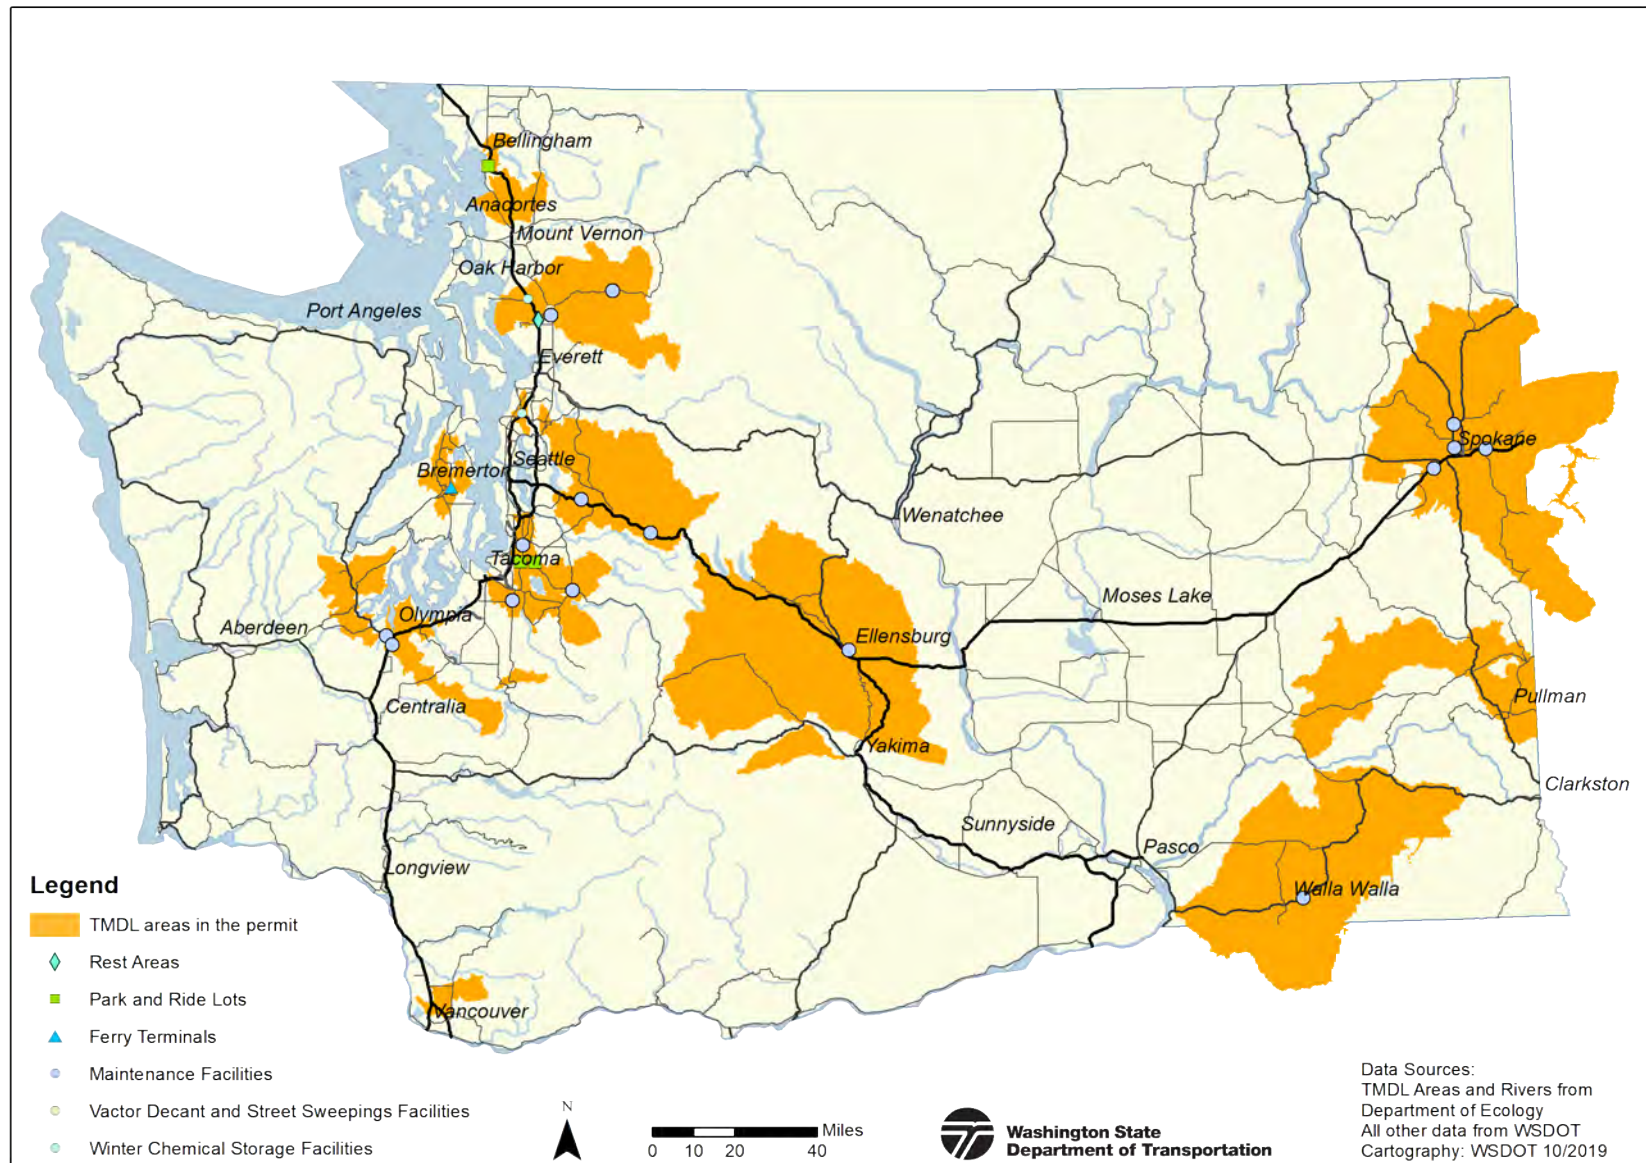 Bellingham
Anacortes
Mount Vernon
Oak Harbor
Port Angeles
Everett
Spokane
Seattle
Bremerton
Wenatchee
Tacoma
Moses Lake
Olympia
Aberdeen
Ellensburg
Centralia
Pullman
Yakima
Clarkston
Sunnyside
Pasco
Longview
Walla Walla
Vancouver
Legend
TMDL areas in the permit
Rest Areas
Park and Ride Lots
Ferry Terminals
Maintenance Facilities
Vactor Decant and Street Sweepings Facilities
Winter Chemical Storage Facilities
N
Miles
0 10 20 40
Washington State
Department of Transportation
Data Sources:
TMDL Areas and Rivers from
Department of Ecology
All other data from WSDOT
Cartography: WSDOT 10/2019